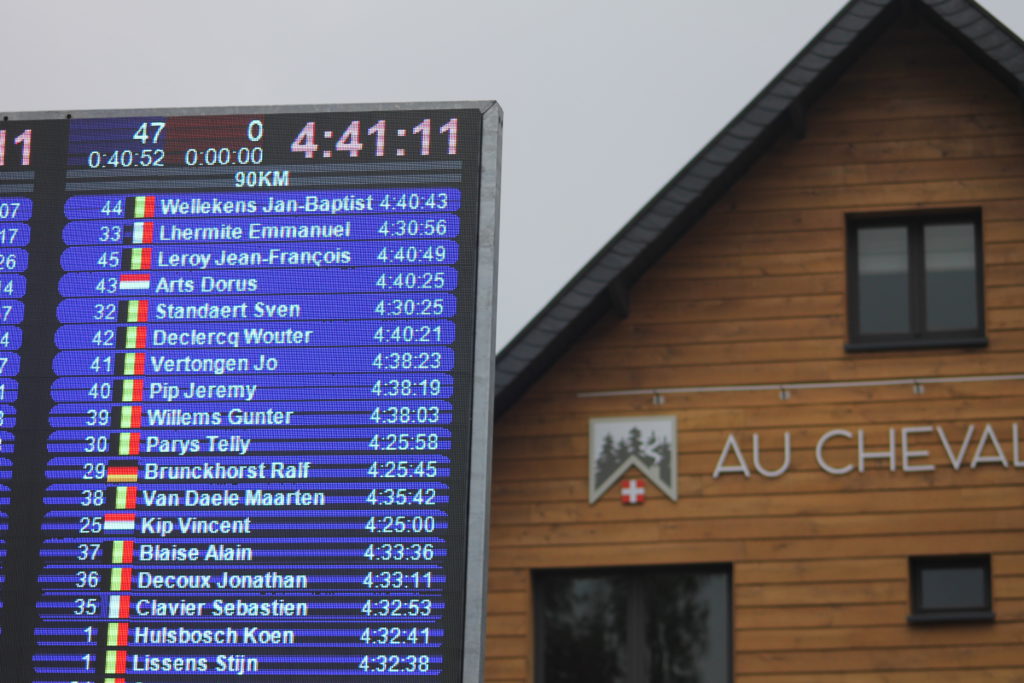 47 0 4:41:11
0:40:52 0:00:00
90KM
44 Wellekens Jan-Baptist 4:40:43
33 Lhermite Emmanuel 4:30:56
45 Leroy Jean-François 4:40:49
43 Arts Dorus 4:40:25
32 Standaert Sven 4:30:25
42 Declercq Wouter 4:40:21
41 Vertongen Jo 4:38:23
40 Pip Jeremy 4:38:19
39 Willems Gunter 4:38:03
30 Parys Telly 4:25:58
29 Brunckhorst Ralf 4:25:45
38 Van Daele Maarten 4:35:42
25 Kip Vincent 4:25:00
37 Blaise Alain 4:33:36
36 Decoux Jonathan 4:33:11
35 Clavier Sebastien 4:32:53
1 Hulsbosch Koen 4:32:41
1 Lissens Stijn 4:32:38
AU CHEVAL